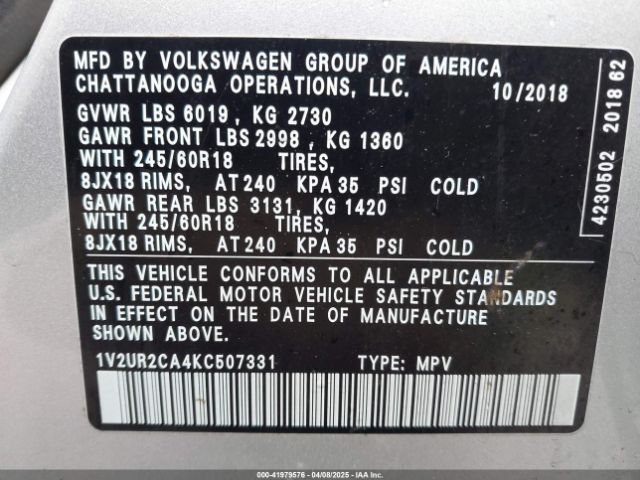 MFD BY VOLKSWAGEN GROUP OF AMERICA
CHATTANOOGA OPERATIONS, LLC. 10/2018
GVWR LBS 6019, KG 2730
GAWR FRONT LBS 2998, KG 1360
WITH 245/60R18 TIRES,
8JX18 RIMS, AT 240 KPA 35 PSI COLD
GAWR REAR LBS 3131, KG 1420
WITH 245/60R18 TIRES,
8JX18 RIMS, AT 240 KPA 35 PSI COLD
THIS VEHICLE CONFORMS TO ALL APPLICABLE
U.S. FEDERAL MOTOR VEHICLE SAFETY STANDARDS
IN EFFECT ON THE DATE OF MANUFACTURE
SHOWN ABOVE
1V2UR2CA4KC507331 TYPE: MPV
4230502 2018 62
000-41979576 - 04/08/2025 - IAAI.COM